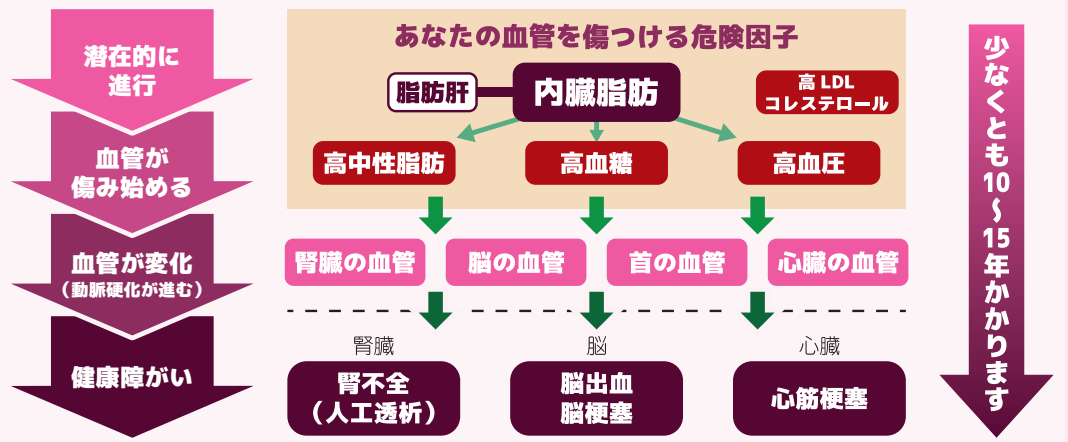 潜在的に
進行
血管が
傷み始める
血管が変化
（動脈硬化が進む）
健康障がい
あなたの血管を傷つける危険因子
脂肪肝
内臓脂肪
高LDL
コレステロール
高中性脂肪
高血糖
高血圧
腎臓の血管
脳の血管
首の血管
心臓の血管
腎臓
脳
心臓
腎不全
（人工透析）
脳出血
脳梗塞
心筋梗塞
少なくとも10～15年かかります